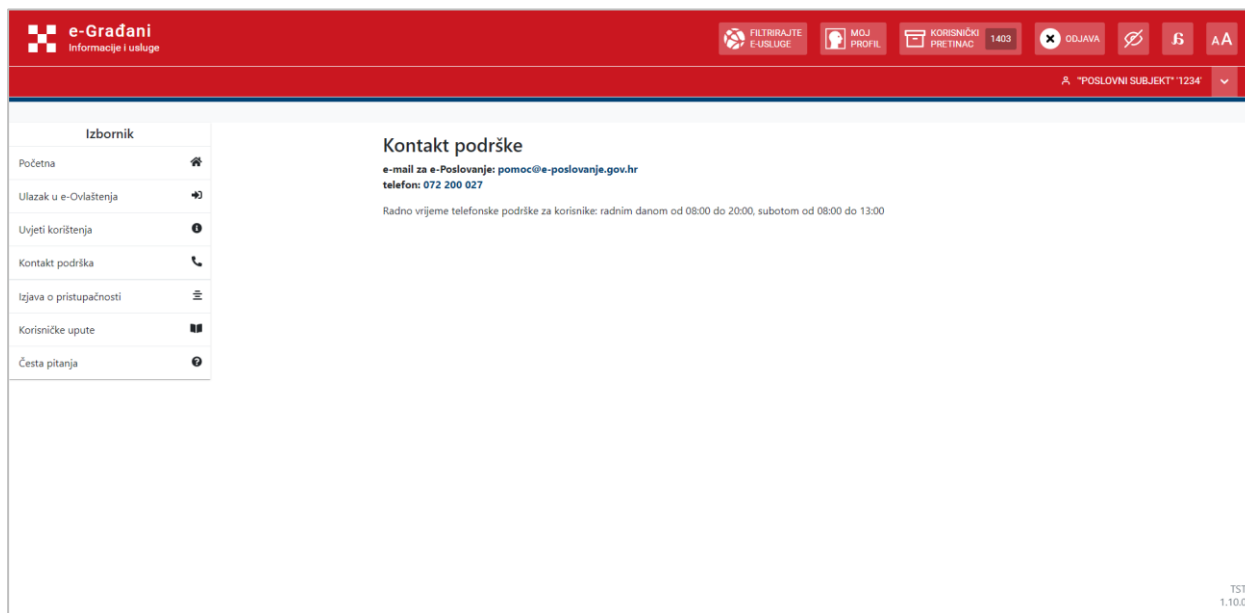 e-Građani
Informacije i usluge
FILTRIRAJTE
E-USLUGE
MOJ
PROFIL
KORISNIČKI
PRETINAC
1403
ODJAVA
AA
"POSLOVNI SUBJEKT" '1234'
Izbornik
Početna
Ulazak u e-Ovlaštenja
Uvjeti korištenja
Kontakt podrška
Izjava o pristupačnosti
Korisničke upute
Česta pitanja
Kontakt podrške
e-mail za e-Poslovanje: pomoc@e-poslovanje.gov.hr
telefon: 072 200 027
Radno vrijeme telefonske podrške za korisnike: radnim danom od 08:00 do 20:00, subotom od 08:00 do 13:00
TST
1.10.0